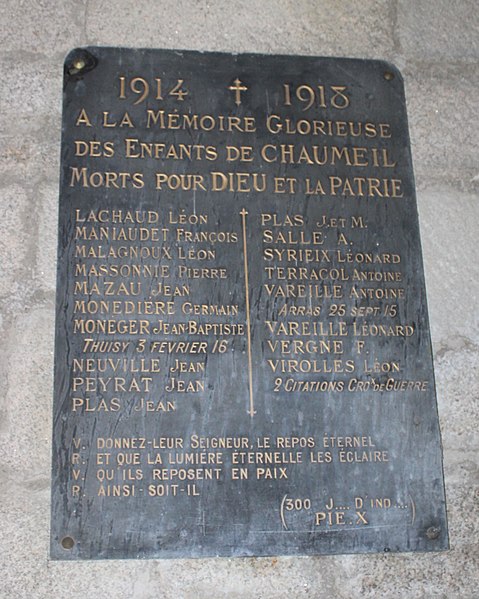 1914 1918
A LA MÉMOIRE GLORIEUSE
DES ENFANTS DE CHAUMEIL
MORTS POUR DIEU ET LA PATRIE
LACHAUD LÉON
MANIAUDET FRANÇOIS
MALAGNOUX LÉON
MASSONNIE PIERRE
MAZAU JEAN
MONEDIÉRE GERMAIN
MONÉGER JEAN-BAPTISTE
THUISY 3 FÉVRIER 16
NEUVILLE JEAN
PEYRAT JEAN
PLAS JEAN
PLAS J. ET M.
SALLE A.
SYRIEIX LÉONARD
TERRACOL ANTOINE
VAREILLE ANTOINE
ARRAS 25 SEPT 15
VAREILLE LÉONARD
VERGNE F.
VIROLLES LÉON
2 CITATIONS CROIX DE GUERRE
V. DONNEZ-LEUR SEIGNEUR, LE REPOS ÉTERNEL
R. ET QUE LA LUMIÈRE ÉTERNELLE LES ÉCLAIRE
V. QU'ILS REPOSENT EN PAIX
R. AINSI-SOIT-IL
(300 J.... D'IND....
PIE.X)